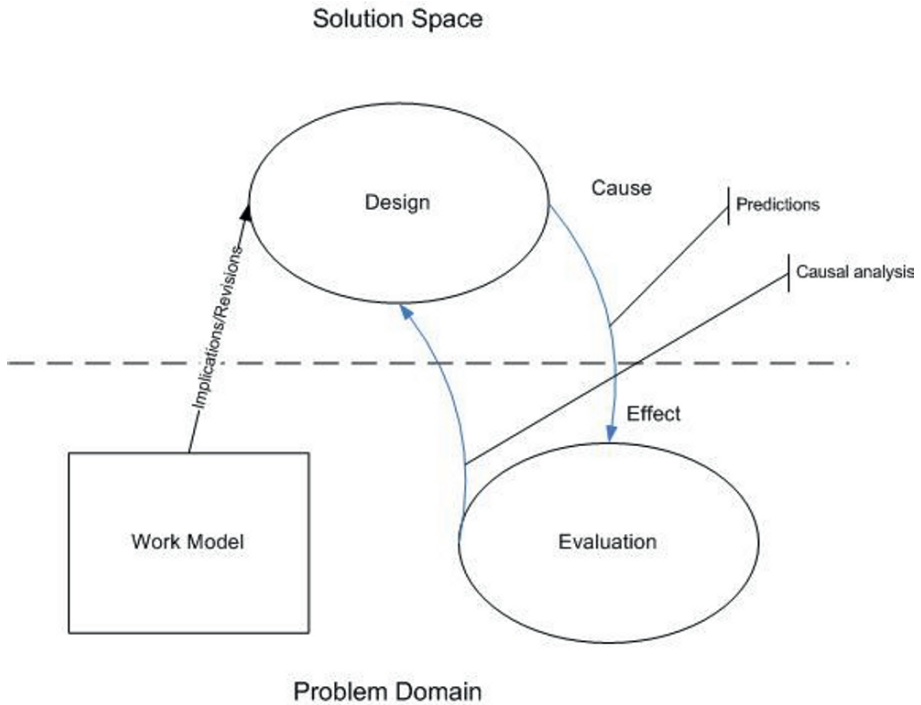 Solution Space
Design
Cause
Predictions
Causal analysis
Implications/Revisions
Effect
Work Model
Evaluation
Problem Domain